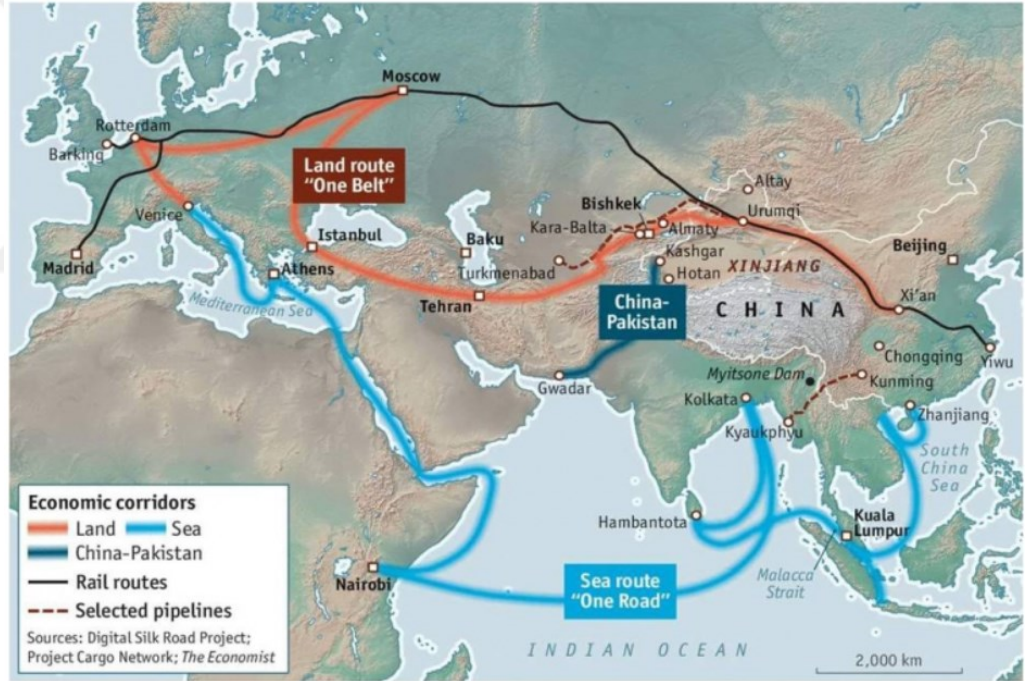 Moscow
Rotterdam
Barking
Land route
"One Belt"
Altay
Bishkek
Urumqi
Venice
Kara-Balta
Almaty
Istanbul
Baku
Kashgar
Beijing
Madrid
Athens
Turkmenabad
Hotan
XINJIANG
Mediterranean Sea
Tehran
China-
Pakistan
CHINA
Xi'an
Chongqing
Yiwu
Gwadar
Myitsone Dam
Kunming
Kolkata
Zhanjiang
Kyaukphyu
South
China
Sea
Economic corridors
Land
Sea
China-Pakistan
Rail routes
Selected pipelines
Sources: Digital Silk Road Project;
Project Cargo Network; The Economist
Hambantota
Kuala
Lumpur
Nairobi
Sea route
"One Road"
Malacca
Strait
INDIAN OCEAN
2,000 km